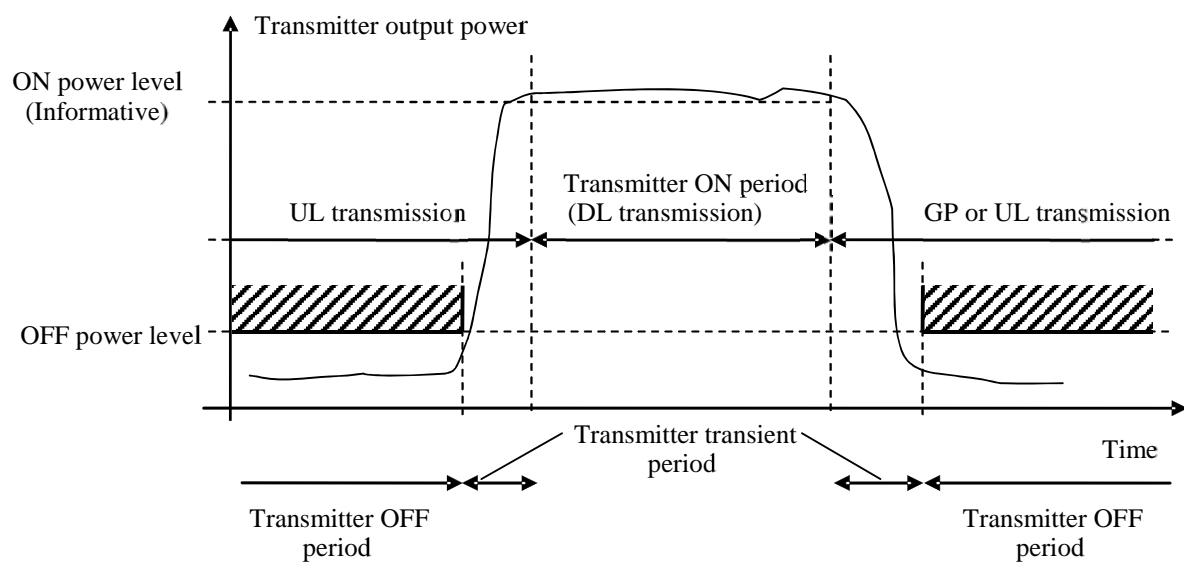 Transmitter output power
ON power level
(Informative)
UL transmission
Transmitter ON period
(DL transmission)
GP or UL transmission
OFF power level
Transmitter transient
period
Time
Transmitter OFF
period
Transmitter OFF
period